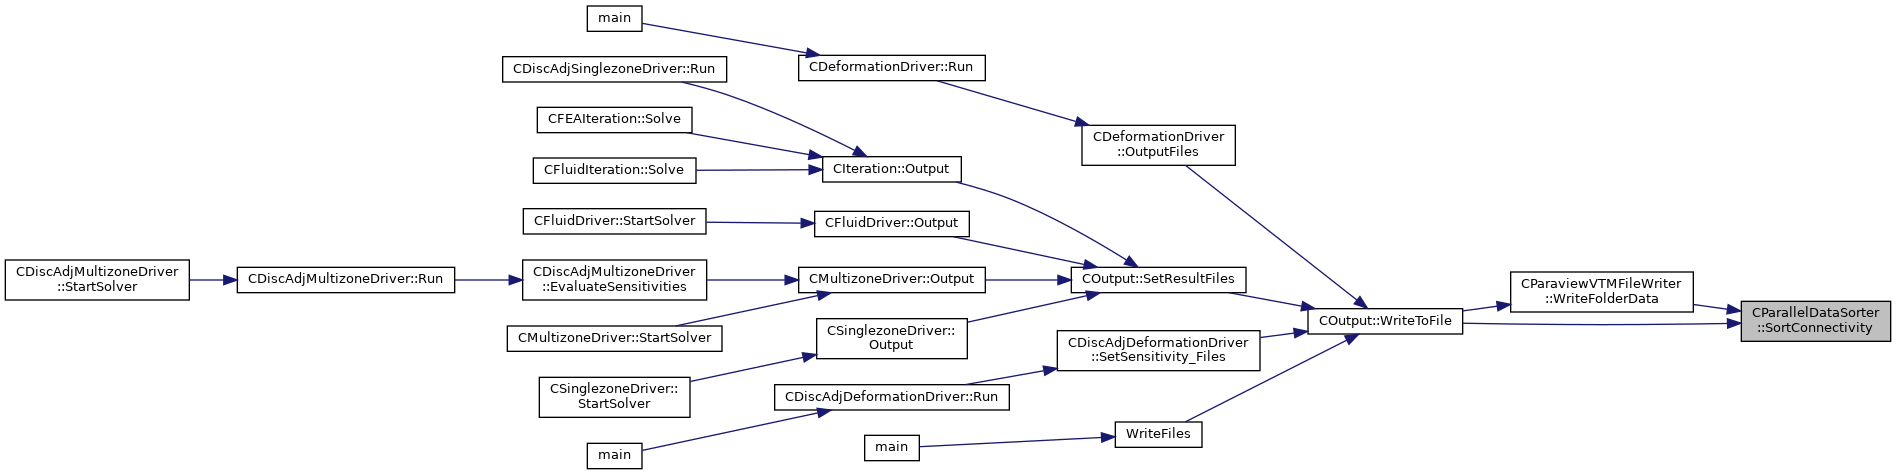 main
CDeformationDriver::Run
CDiscAdjSinglezoneDriver::Run
CFEAIteration::Solve
CDeformationDriver
::OutputFiles
CFluidIteration::Solve
CIteration::Output
CFluidDriver::StartSolver
CFluidDriver::Output
CDiscAdjMultizoneDriver
::StartSolver
CDiscAdjMultizoneDriver::Run
CDiscAdjMultizoneDriver
::EvaluateSensitivities
CMultizoneDriver::Output
COutput::SetResultFiles
CParaviewVTMFileWriter
::WriteFolderData
CParallelDataSorter
::SortConnectivity
COutput::WriteToFile
CMultizoneDriver::StartSolver
CSinglezoneDriver::
Output
CDiscAdjDeformationDriver
::SetSensitivity_Files
CSinglezoneDriver::
StartSolver
CDiscAdjDeformationDriver::Run
WriteFiles
main
main